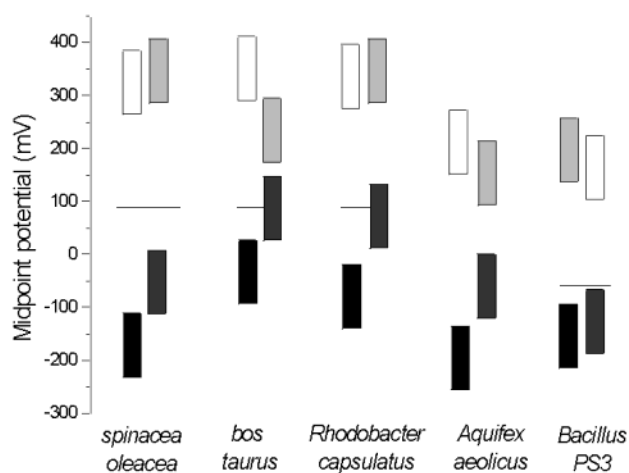 400
300
200
100
0
-100
-200
-300
Midpoint potential (mV)
spinacea
oleacea
bos
taurus
Rhodobacter
capsulatus
Aquifex
aeolicus
Bacillus
PS3